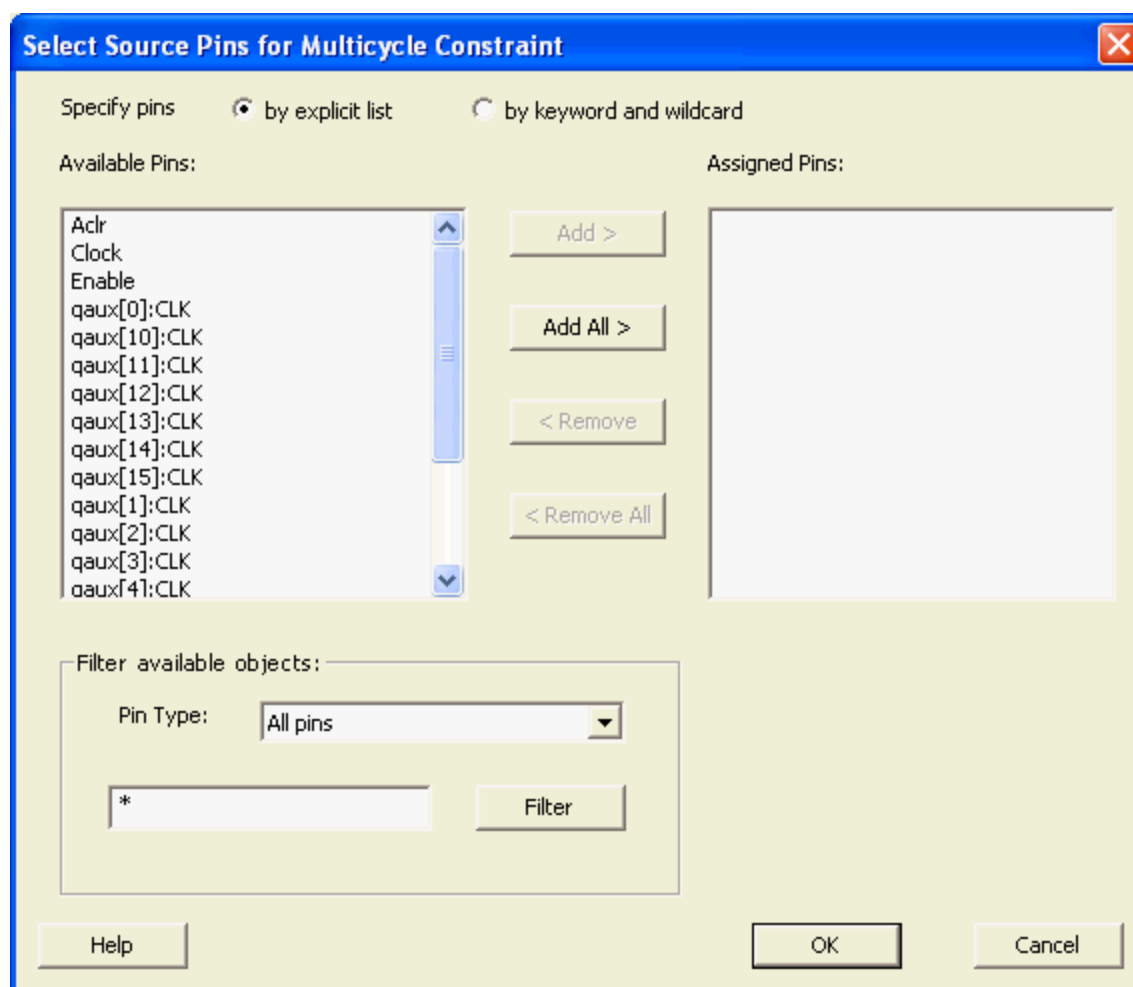 Select Source Pins for Multicycle Constraint
Specify pins by explicit list by keyword and wildcard
Available Pins: Assigned Pins:
Aclr
Clock
Enable
qaux[0]:CLK
qaux[10]:CLK
qaux[11]:CLK
qaux[12]:CLK
qaux[13]:CLK
qaux[14]:CLK
qaux[15]:CLK
qaux[1]:CLK
qaux[2]:CLK
qaux[3]:CLK
qaux[4]:CLK
Add >
Add All >
< Remove
< Remove All
Filter available objects:
Pin Type: All pins
* Filter
Help OK Cancel